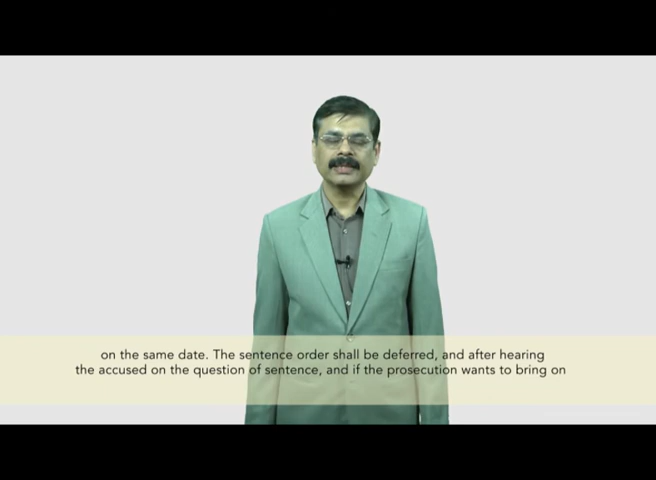 on the same date. The sentence order shall be deferred, and after hearing
the accused on the question of sentence, and if the prosecution wants to bring on